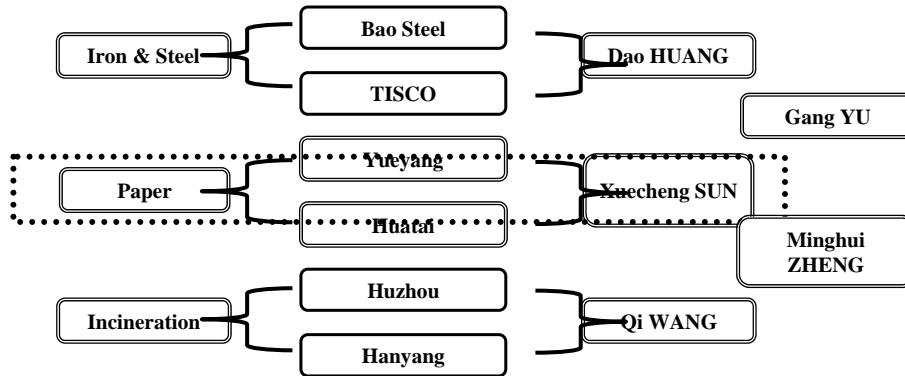 Bao Steel
Iron & Steel
Dao HUANG
TISCO
Gang YU
Yueyang
Paper
Xuecheng SUN
Huatai
Minghui
ZHENG
Huzhou
Incineration
Qi WANG
Hanyang